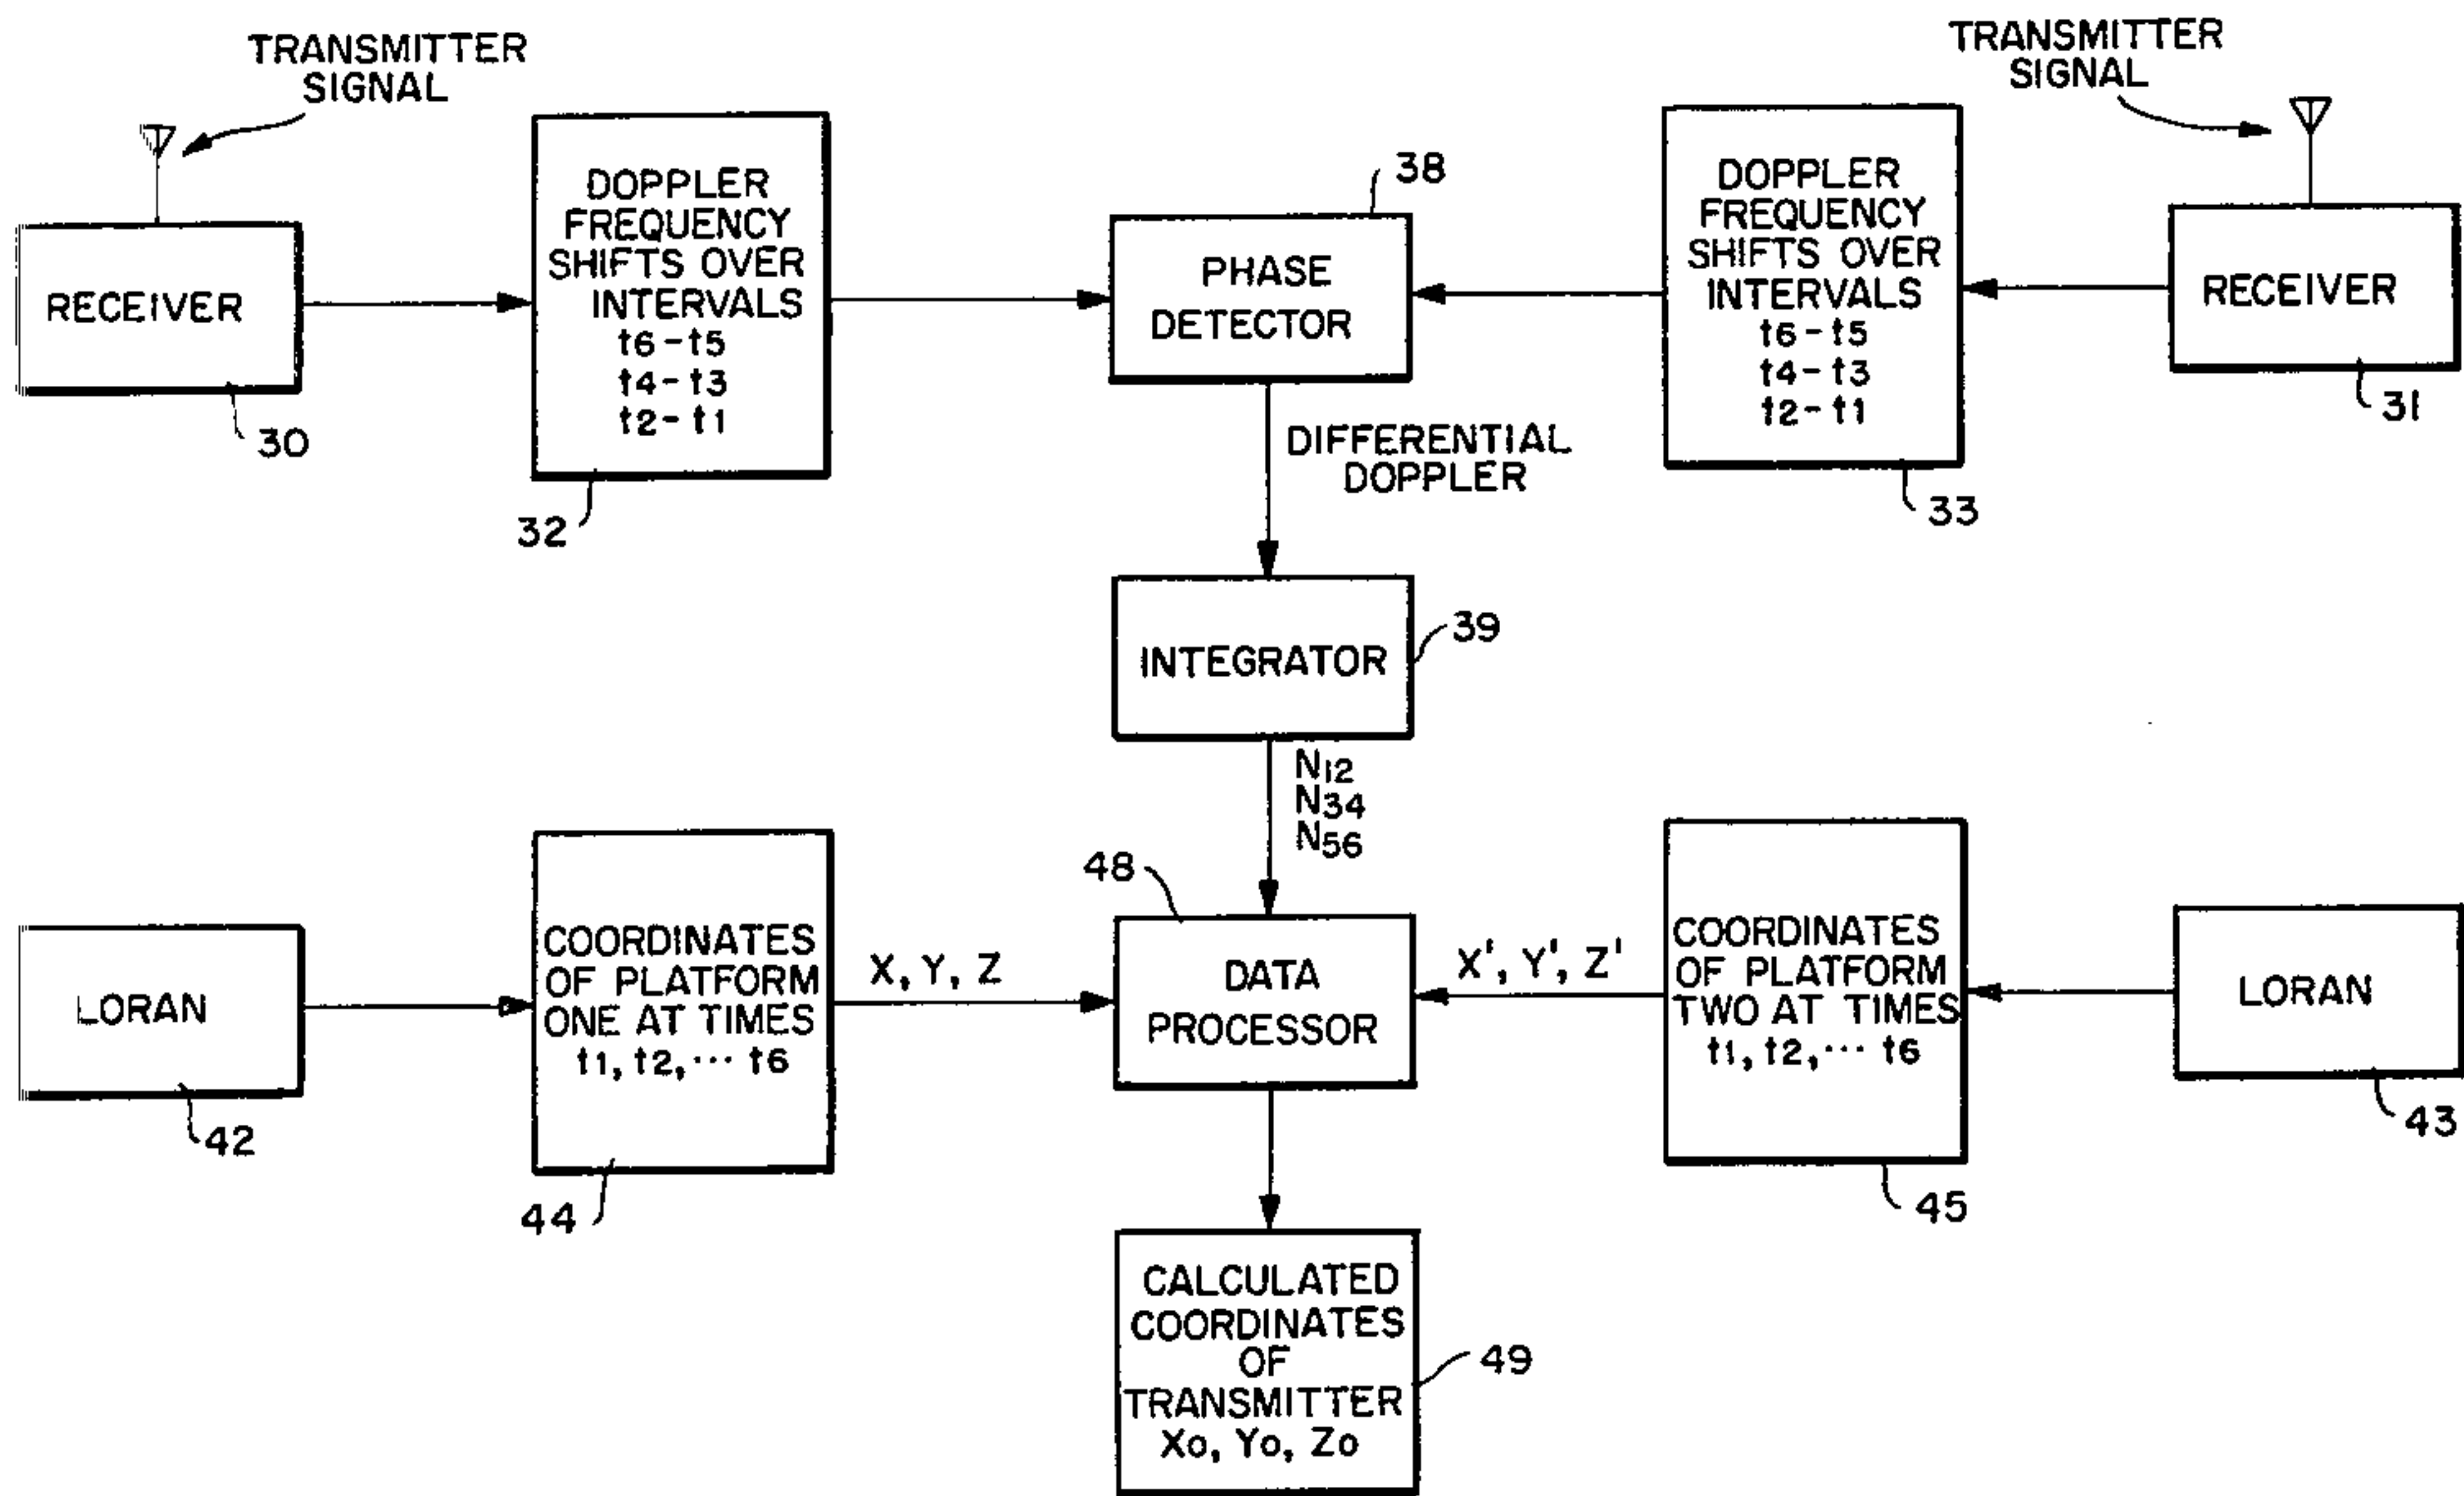 TRANSMITTER
SIGNAL
TRANSMITTER
SIGNAL
RECEIVER
30
DOPPLER
FREQUENCY
SHIFTS OVER
INTERVALS
t6-t5
t4-t3
t2-t1
32
PHASE
DETECTOR
38
DOPPLER
FREQUENCY
SHIFTS OVER
INTERVALS
t6-t5
t4-t3
t2-t1
33
RECEIVER
31
DIFFERENTIAL
DOPPLER
INTEGRATOR
39
N12
N34
N56
LORAN
42
COORDINATES
OF PLATFORM
ONE AT TIMES
t1, t2, ... t6
44
X, Y, Z
48
DATA
PROCESSOR
X', Y', Z'
COORDINATES
OF PLATFORM
TWO AT TIMES
t1, t2, ... t6
45
LORAN
43
CALCULATED
COORDINATES
OF
TRANSMITTER
Xo, Yo, Zo
49